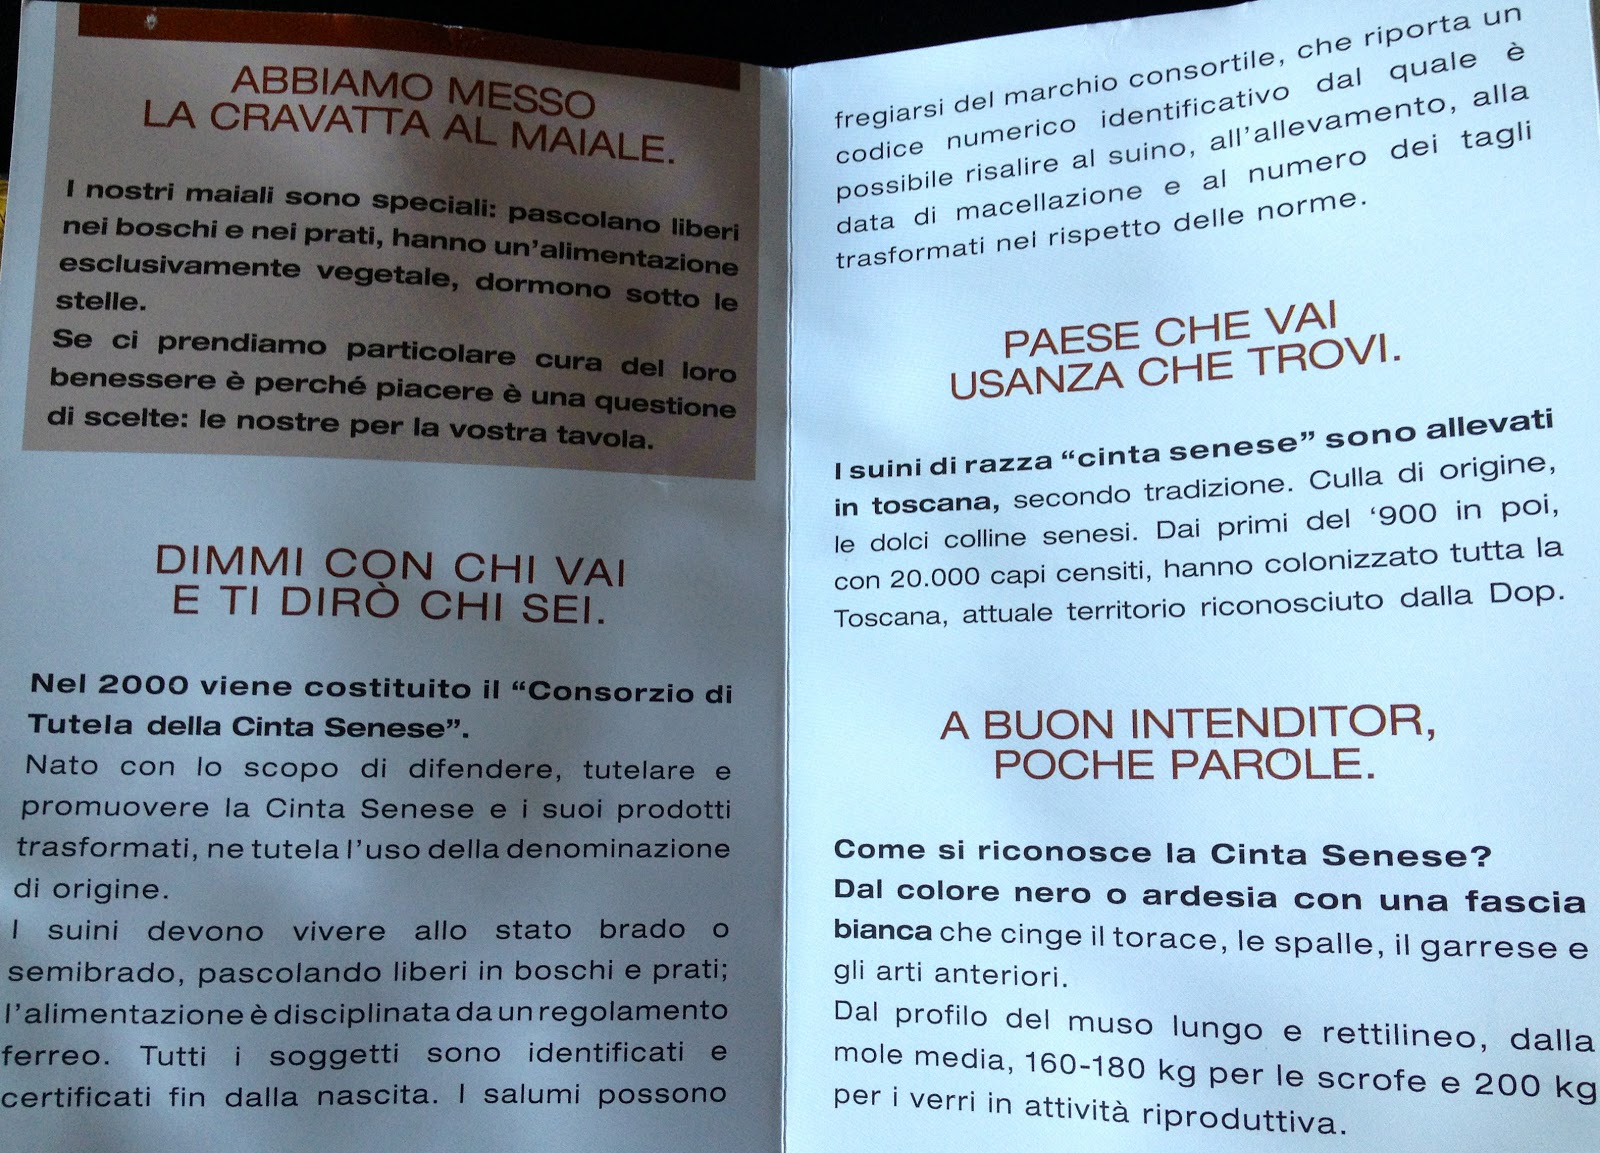 ABBIAMO MESSO
LA CRAVATTA AL MAIALE.
I nostri maiali sono speciali: pascolano liberi
nei boschi e nei prati, hanno un'alimentazione
esclusivamente vegetale, dormono sotto le
stelle.
Se ci prendiamo particolare cura del loro
benessere è perché piacere è una questione
di scelte: le nostre per la vostra tavola.
DIMMI CON CHI VAI
E TI DIRÒ CHI SEI.
Nel 2000 viene costituito il “Consorzio di
Tutela della Cinta Senese”.
Nato con lo scopo di difendere, tutelare e
promuovere la Cinta Senese e i suoi prodotti
trasformati, ne tutela l'uso della denominazione
di origine.
I suini devono vivere allo stato brado o
semibrado, pascolando liberi in boschi e prati;
l'alimentazione è disciplinata da un regolamento
ferreo. Tutti i soggetti sono identificati e
certificati fin dalla nascita. I salumi possono
fregiarsi del marchio consortile, che riporta un
codice numerico identificativo dal quale è
possibile risalire al suino, all'allevamento, alla
data di macellazione e al numero dei tagli
trasformati nel rispetto delle norme.
PAESE CHE VAI
USANZA CHE TROVI.
I suini di razza “cinta senese” sono allevati
in toscana, secondo tradizione. Culla di origine,
le dolci colline senesi. Dai primi del ‘900 in poi,
con 20.000 capi censiti, hanno colonizzato tutta la
Toscana, attuale territorio riconosciuto dalla Dop.
A BUON INTENDITOR,
POCHE PAROLE.
Come si riconosce la Cinta Senese?
Dal colore nero o ardesia con una fascia
bianca che cinge il torace, le spalle, il garrese e
gli arti anteriori.
Dal profilo del muso lungo e rettilineo, dalla
mole media, 160-180 kg per le scrofe e 200 kg
per i verri in attività riproduttiva.